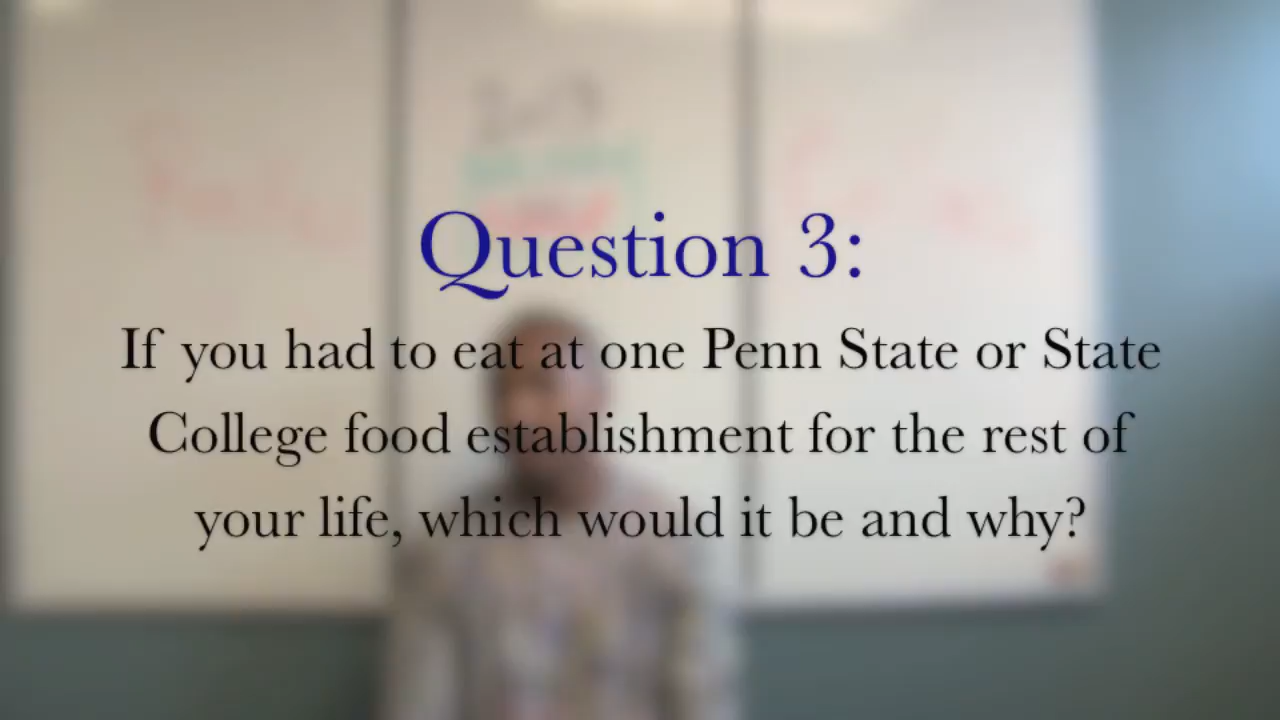 Question 3:
If you had to eat at one Penn State or State
College food establishment for the rest of
your life, which would it be and why?